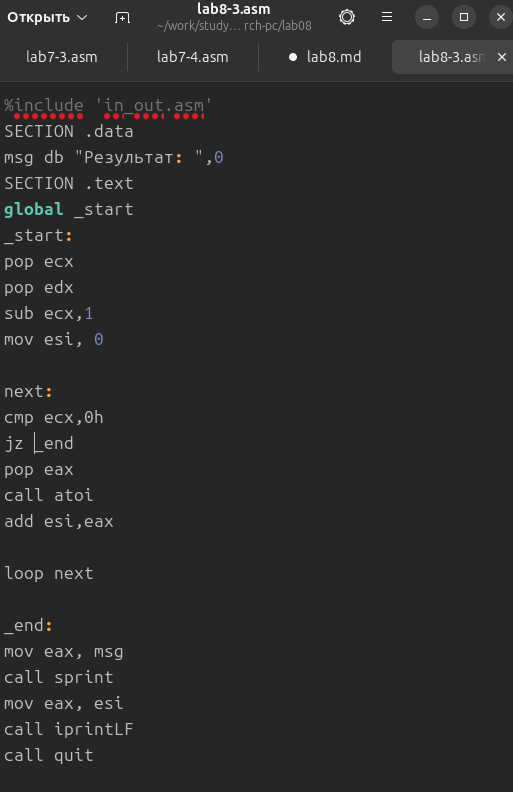 Открыть
lab8-3.asm
~/work/study… rch-pc/lab08
lab7-3.asm
lab7-4.asm
lab8.md
lab8-3.asm
%include 'in_out.asm'
SECTION .data
msg db "Результат: ",0
SECTION .text
global _start
_start:
pop ecx
pop edx
sub ecx,1
mov esi, 0
next:
cmp ecx,0h
jz _end
pop eax
call atoi
add esi,eax
loop next
_end:
mov eax, msg
call sprint
mov eax, esi
call iprintLF
call quit